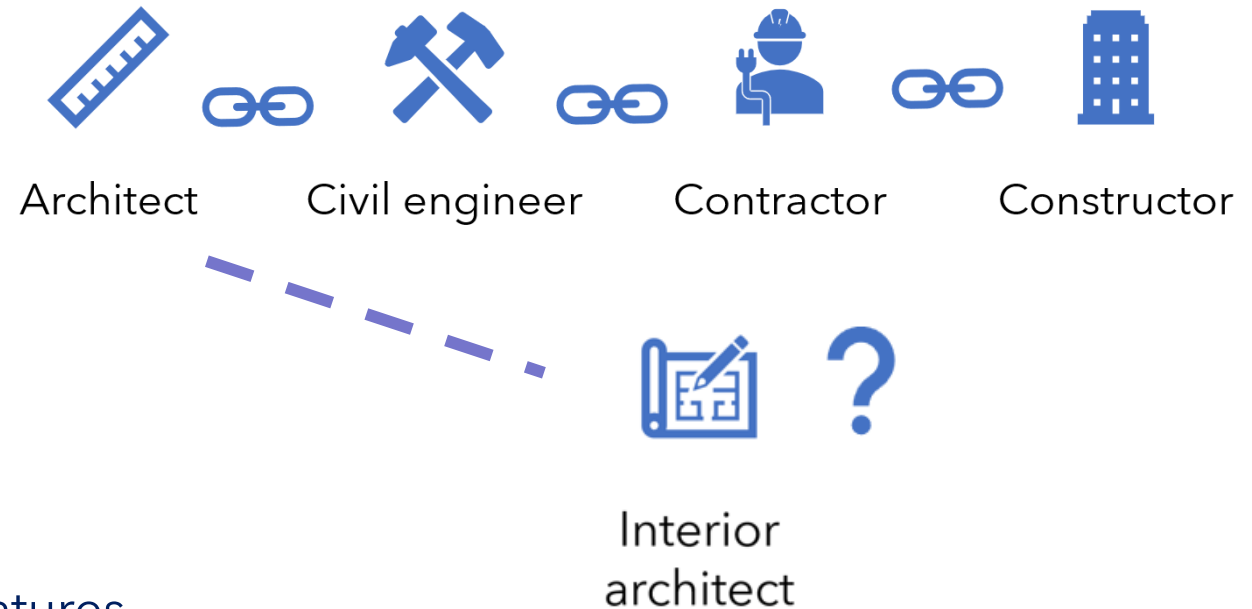 Architect
Civil engineer
Contractor
Constructor
?
Interior
architect